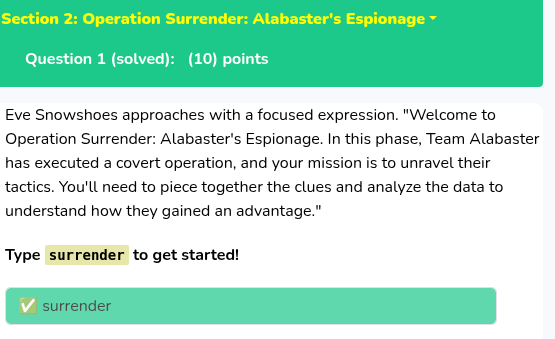 Section 2: Operation Surrender: Alabaster's Espionage
Question 1 (solved): (10) points
Eve Snowshoes approaches with a focused expression. "Welcome to
Operation Surrender: Alabaster's Espionage. In this phase, Team Alabaster
has executed a covert operation, and your mission is to unravel their
tactics. You'll need to piece together the clues and analyze the data to
understand how they gained an advantage."
Type surrender to get started!
✅ surrender